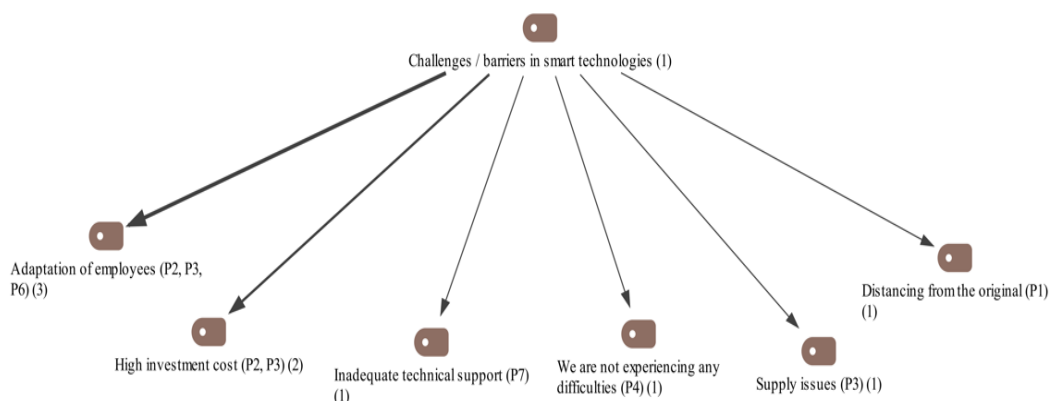 Challenges / barriers in smart technologies (1)
Adaptation of employees (P2, P3,
P6) (3)
High investment cost (P2, P3) (2)
Inadequate technical support (P7)
(1)
We are not experiencing any
difficulties (P4) (1)
Supply issues (P3) (1)
Distancing from the original (P1)
(1)